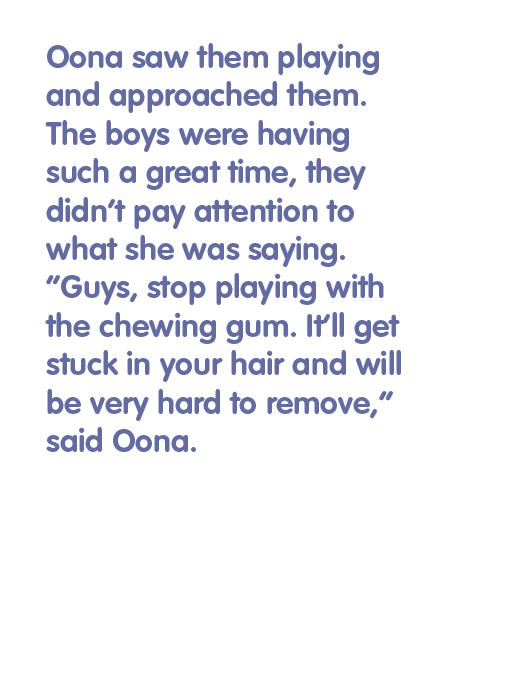 Oona saw them playing
and approached them.
The boys were having
such a great time, they
didn’t pay attention to
what she was saying.
“Guys, stop playing with
the chewing gum. It’ll get
stuck in your hair and will
be very hard to remove,”
said Oona.